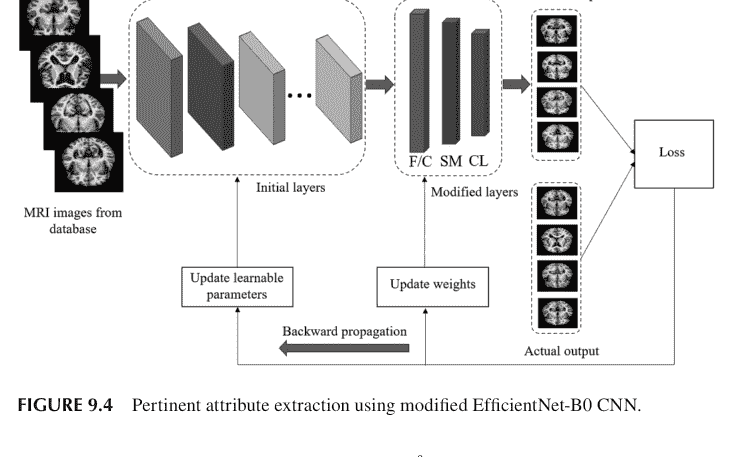 F/C SM CL
Initial layers
Modified layers
Loss
MRI images from
database
Update learnable
parameters
Update weights
Backward propagation
Actual output
FIGURE 9.4 Pertinent attribute extraction using modified EfficientNet-B0 CNN.